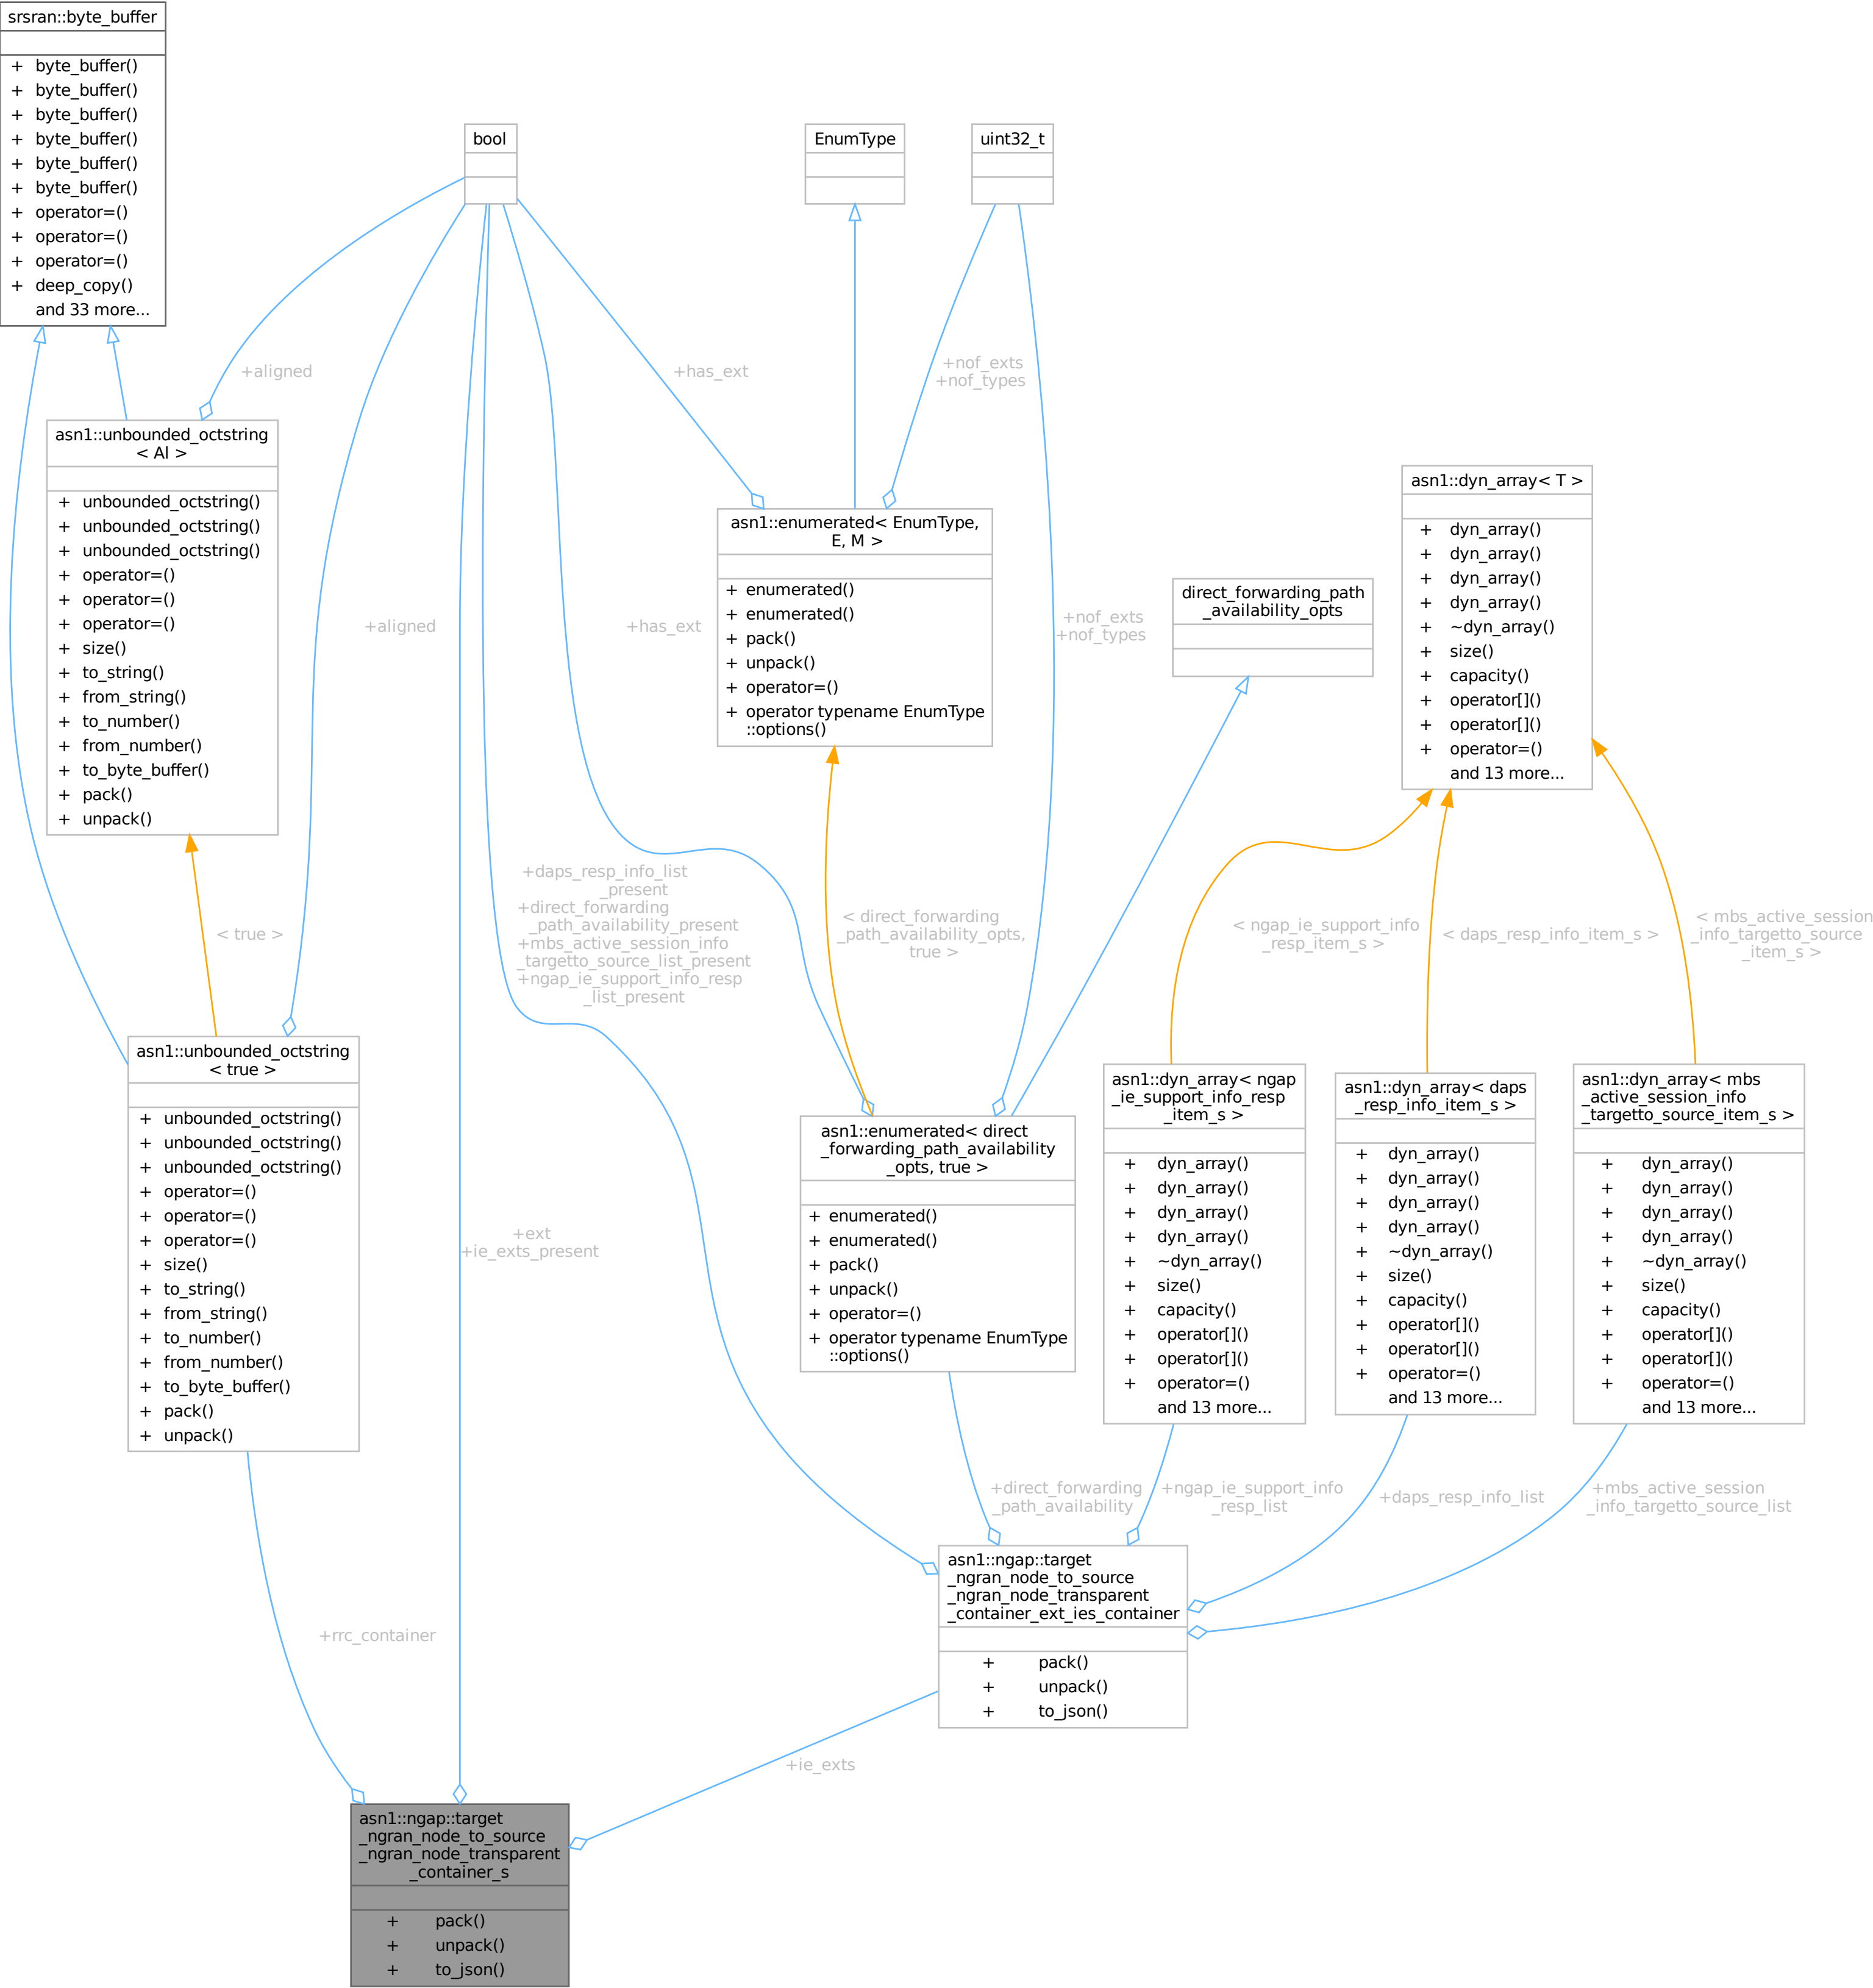 srsran::byte_buffer
+ byte_buffer()
+ byte_buffer()
+ byte_buffer()
+ byte_buffer()
+ byte_buffer()
+ byte_buffer()
+ operator=()
+ operator=()
+ operator=()
+ deep_copy()
and 33 more...
bool
EnumType
uint32_t
+aligned
+has_ext
+nof_exts
+nof_types
asn1::unbounded_octstring
< Al >
+ unbounded_octstring()
+ unbounded_octstring()
+ unbounded_octstring()
+ operator=()
+ operator=()
+ operator=()
+ size()
+ to_string()
+ from_string()
+ to_number()
+ from_number()
+ to_byte_buffer()
+ pack()
+ unpack()
+aligned
+has_ext
asn1::enumerated< EnumType,
E, M >
+ enumerated()
+ enumerated()
+ pack()
+ unpack()
+ operator=()
+ operator typename EnumType
::options()
+nof_exts
+nof_types
direct_forwarding_path
_availability_opts
asn1::dyn_array< T >
+ dyn_array()
+ dyn_array()
+ dyn_array()
+ dyn_array()
+ ~dyn_array()
+ size()
+ capacity()
+ operator[]()
+ operator[]()
+ operator=()
and 13 more...
< true >
+daps_resp_info_list
_present
+direct_forwarding
_path_availability_present
+mbs_active_session_info
_targetto_source_list_present
+ngap_ie_support_info_resp
_list_present
< direct_forwarding
_path_availability_opts,
true >
< ngap_ie_support_info
_resp_item_s >
< daps_resp_info_item_s >
< mbs_active_session
_info_targetto_source
_item_s >
asn1::unbounded_octstring
< true >
+ unbounded_octstring()
+ unbounded_octstring()
+ unbounded_octstring()
+ operator=()
+ operator=()
+ operator=()
+ size()
+ to_string()
+ from_string()
+ to_number()
+ from_number()
+ to_byte_buffer()
+ pack()
+ unpack()
+ext
+ie_exts_present
asn1::enumerated< direct
_forwarding_path_availability
_opts, true >
+ enumerated()
+ enumerated()
+ pack()
+ unpack()
+ operator=()
+ operator typename EnumType
::options()
asn1::dyn_array< ngap
_ie_support_info_resp
_item_s >
+ dyn_array()
+ dyn_array()
+ dyn_array()
+ dyn_array()
+ ~dyn_array()
+ size()
+ capacity()
+ operator[]()
+ operator[]()
+ operator=()
and 13 more...
asn1::dyn_array< daps
_resp_info_item_s >
+ dyn_array()
+ dyn_array()
+ dyn_array()
+ dyn_array()
+ ~dyn_array()
+ size()
+ capacity()
+ operator[]()
+ operator[]()
+ operator=()
and 13 more...
asn1::dyn_array< mbs
_active_session_info
_targetto_source_item_s >
+ dyn_array()
+ dyn_array()
+ dyn_array()
+ dyn_array()
+ ~dyn_array()
+ size()
+ capacity()
+ operator[]()
+ operator[]()
+ operator=()
and 13 more...
+direct_forwarding
_path_availability
+ngap_ie_support_info
_resp_list
+daps_resp_info_list
+mbs_active_session
_info_targetto_source_list
+rrc_container
asn1::ngap::target
_ngran_node_to_source
_ngran_node_transparent
_container_ext_ies_container
+ pack()
+ unpack()
+ to_json()
+ie_exts
asn1::ngap::target
_ngran_node_to_source
_ngran_node_transparent
_container_s
+ pack()
+ unpack()
+ to_json()